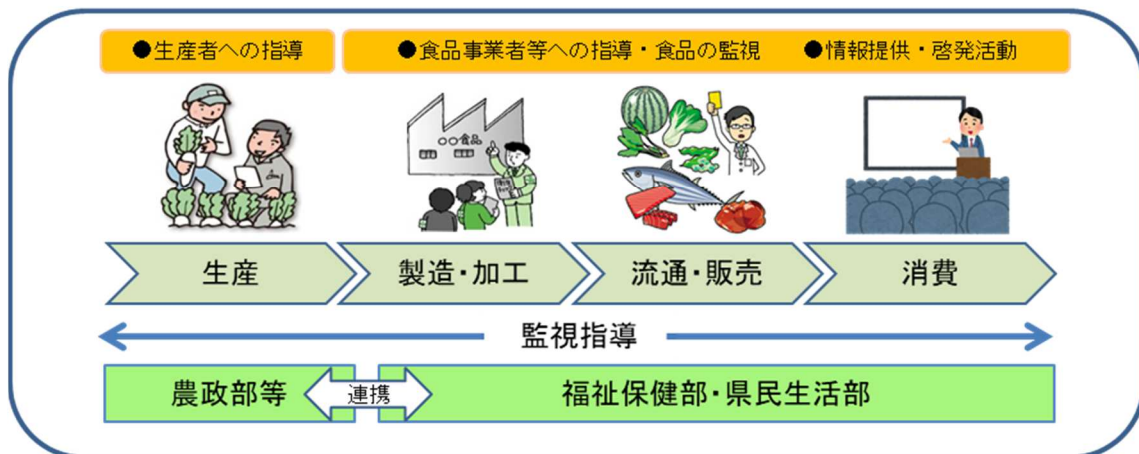 ●生産者への指導
●食品事業者等への指導・食品の監視 ●情報提供・啓発活動
〇〇食品
生産
製造・加工
流通・販売
消費
監視指導
農政部等
連携
福祉保健部・県民生活部